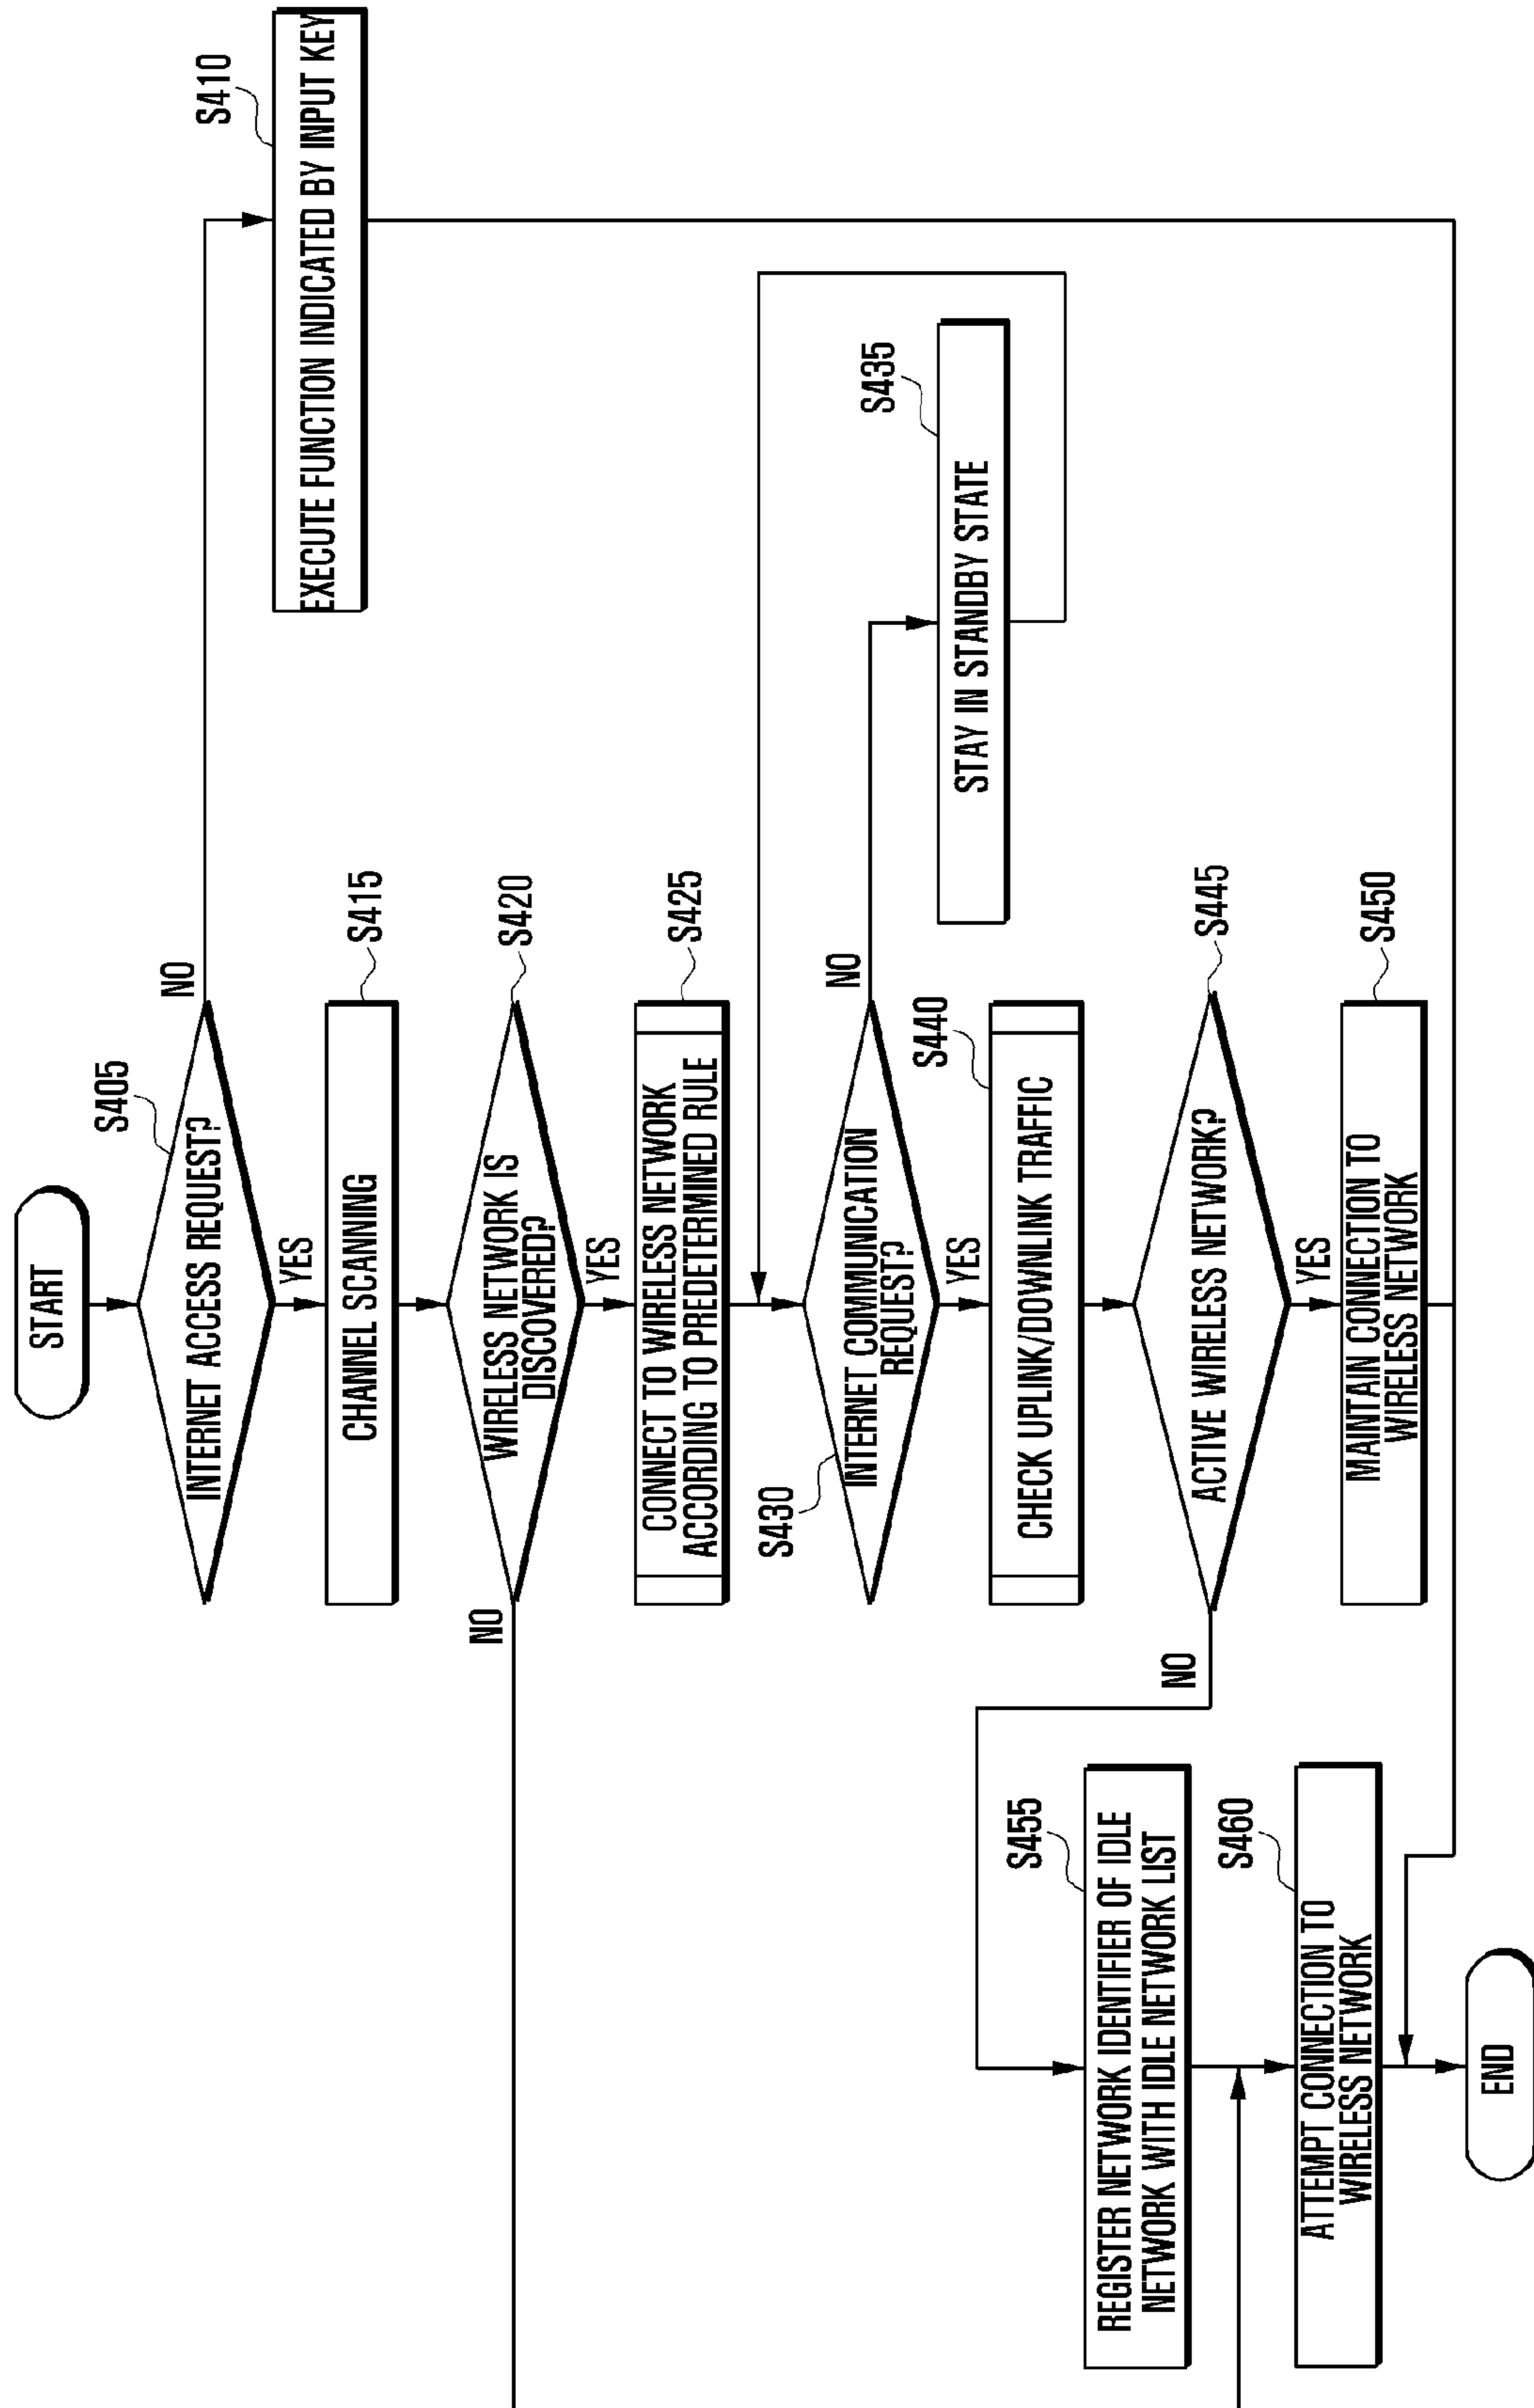 START
S405
INTERNET ACCESS REQUEST?
NO
S410
EXECUTE FUNCTION INDICATED BY INPUT KEY
YES
S415
CHANNEL SCANNING
S420
WIRELESS NETWORK IS
DISCOVERED?
NO
YES
S425
CONNECT TO WIRELESS NETWORK
ACCORDING TO PREDETERMINED RULE
S430
INTERNET COMMUNICATION
REQUEST?
NO
S435
STAY IN STANDBY STATE
YES
S440
CHECK UPLINK/DOWNLINK TRAFFIC
S445
ACTIVE WIRELESS NETWORK?
NO
YES
S450
MAINTAIN CONNECTION TO
WIRELESS NETWORK
S455
REGISTER NETWORK IDENTIFIER OF IDLE
NETWORK WITH IDLE NETWORK LIST
S460
ATTEMPT CONNECTION TO
WIRELESS NETWORK
END